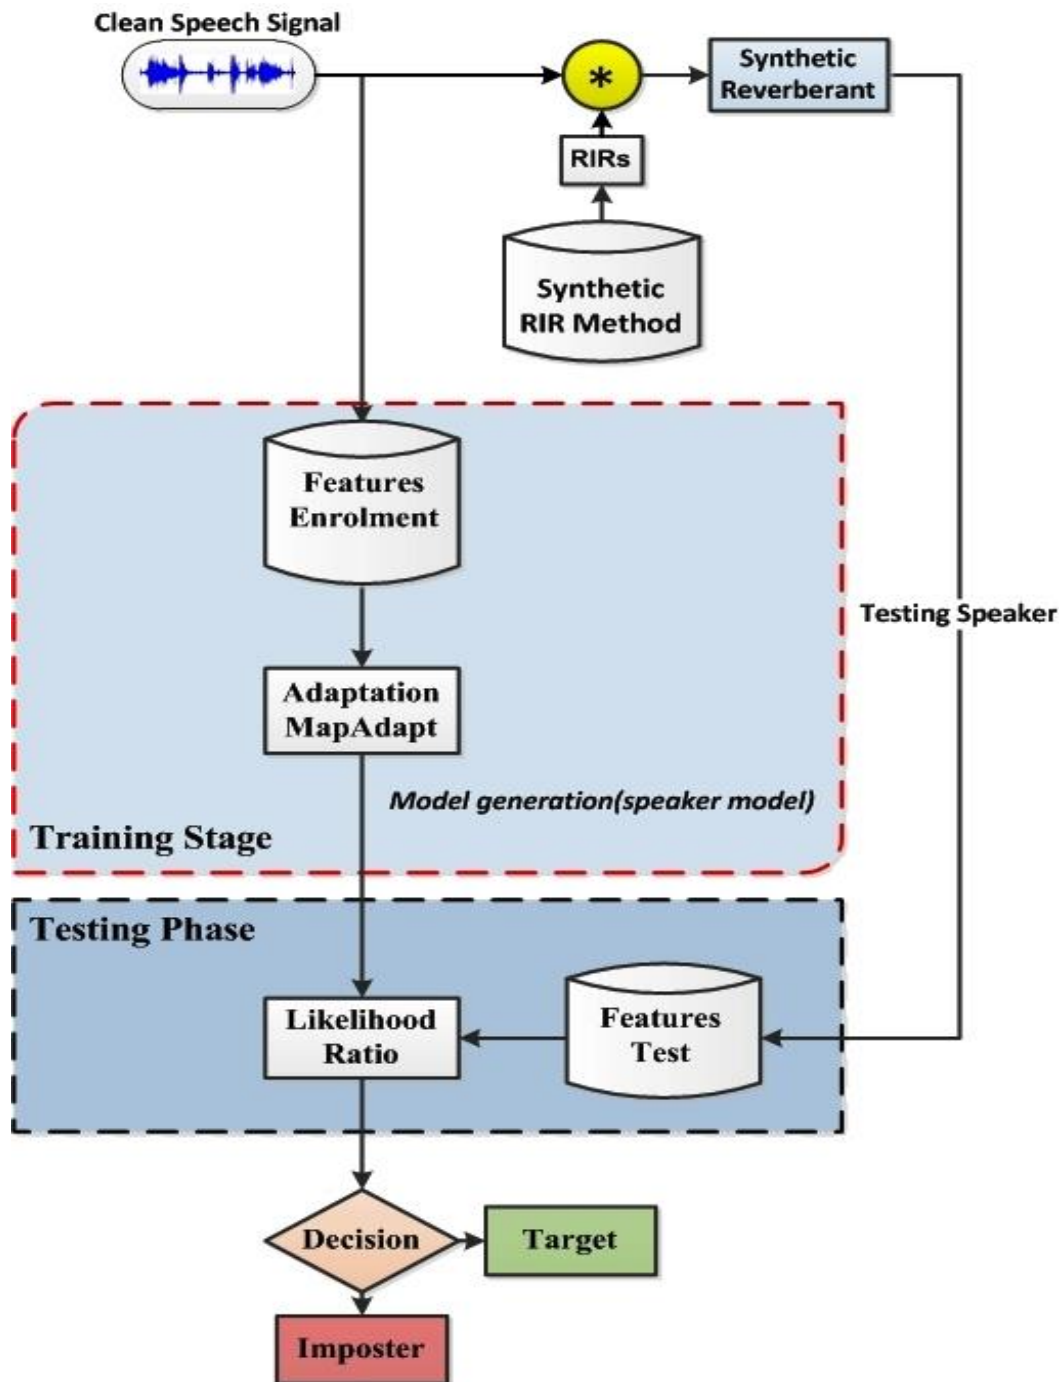 Clean Speech Signal
*
Synthetic
Reverberant
RIRs
Synthetic
RIR Method
Features
Enrolment
Testing Speaker
Adaptation
MapAdapt
Model generation(speaker model)
Training Stage
Testing Phase
Likelihood
Ratio
Features
Test
Decision
Target
Imposter